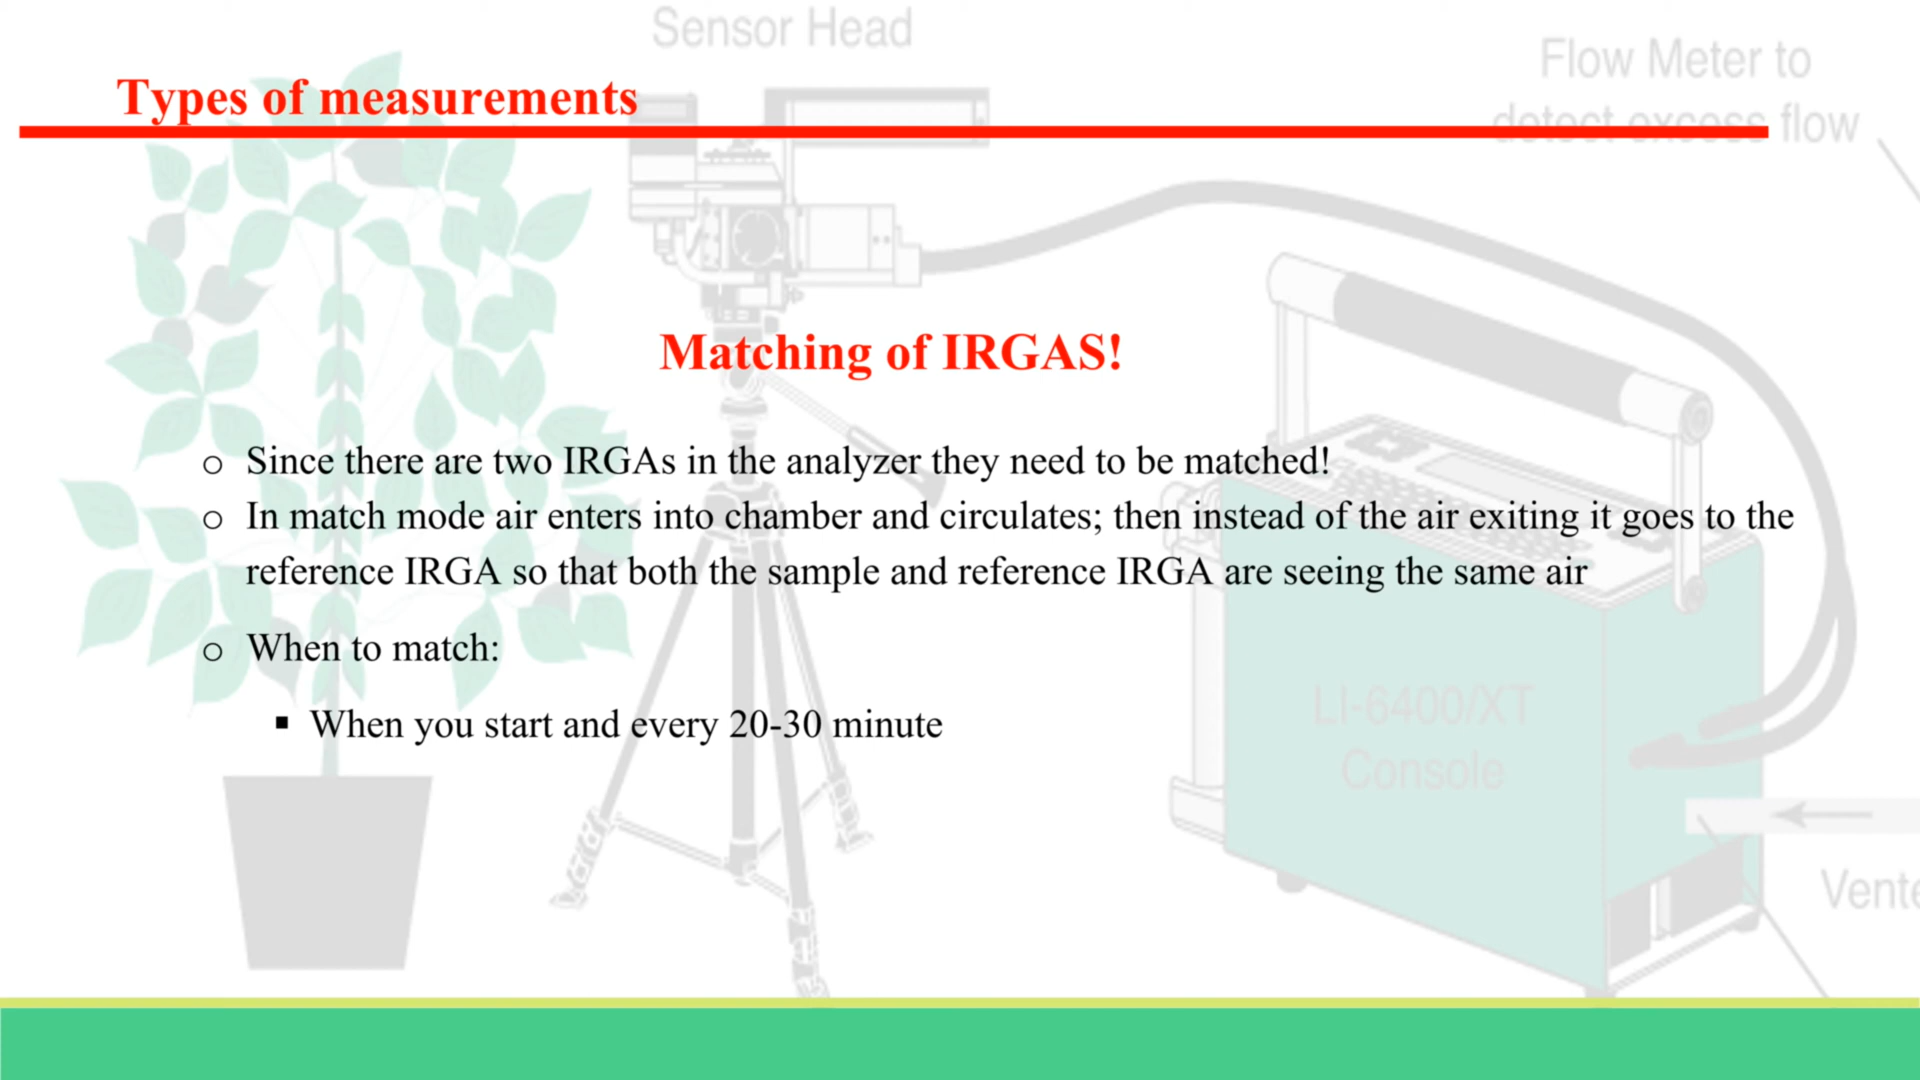 Sensor Head
Flow Meter to
detect excess flow
Types of measurements
Matching of IRGAS!
o Since there are two IRGAs in the analyzer they need to be matched!
o In match mode air enters into chamber and circulates; then instead of the air exiting it goes to the
reference IRGA so that both the sample and reference IRGA are seeing the same air
o When to match:
▪ When you start and every 20-30 minute
LI-6400/XT
Console